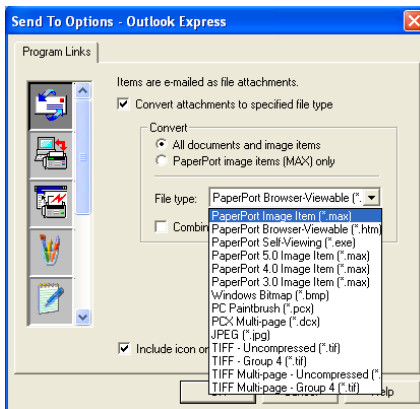 Send To Options - Outlook Express
Program Links
Items are e-mailed as file attachments.
Convert attachments to specified file type
Convert
All documents and image items
PaperPort image items (MAX) only
File type: PaperPort Browser-Viewable (*.
PaperPort Image Item (*.max)
Combin
PaperPort Browser-Viewable (*.htm
PaperPort Self-Viewing (*.exe)
PaperPort 5.0 Image Item (*.max)
PaperPort 4.0 Image Item (*.max)
PaperPort 3.0 Image Item (*.max)
Windows Bitmap (*.bmp)
PC Paintbrush (*.pcx)
PCX Multi-page (*.dcx)
JPEG (*.jpg)
TIFF - Uncompressed (*.tif)
TIFF - Group 4 (*.tif)
TIFF Multi-page - Uncompressed (*.
TIFF Multi-page - Group 4 (*.tif)
Include icon or
Help